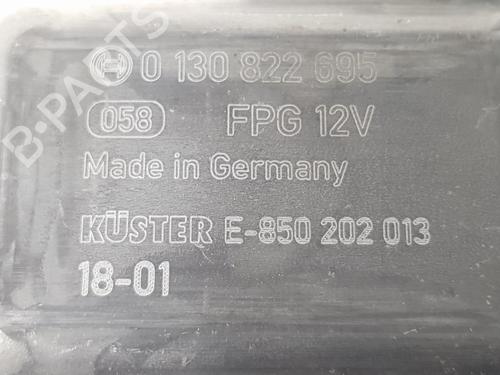 0 130 822 695
058 FPG 12V
Made in Germany
KÜSTER E-850 202 013
18-01
B-PARTS